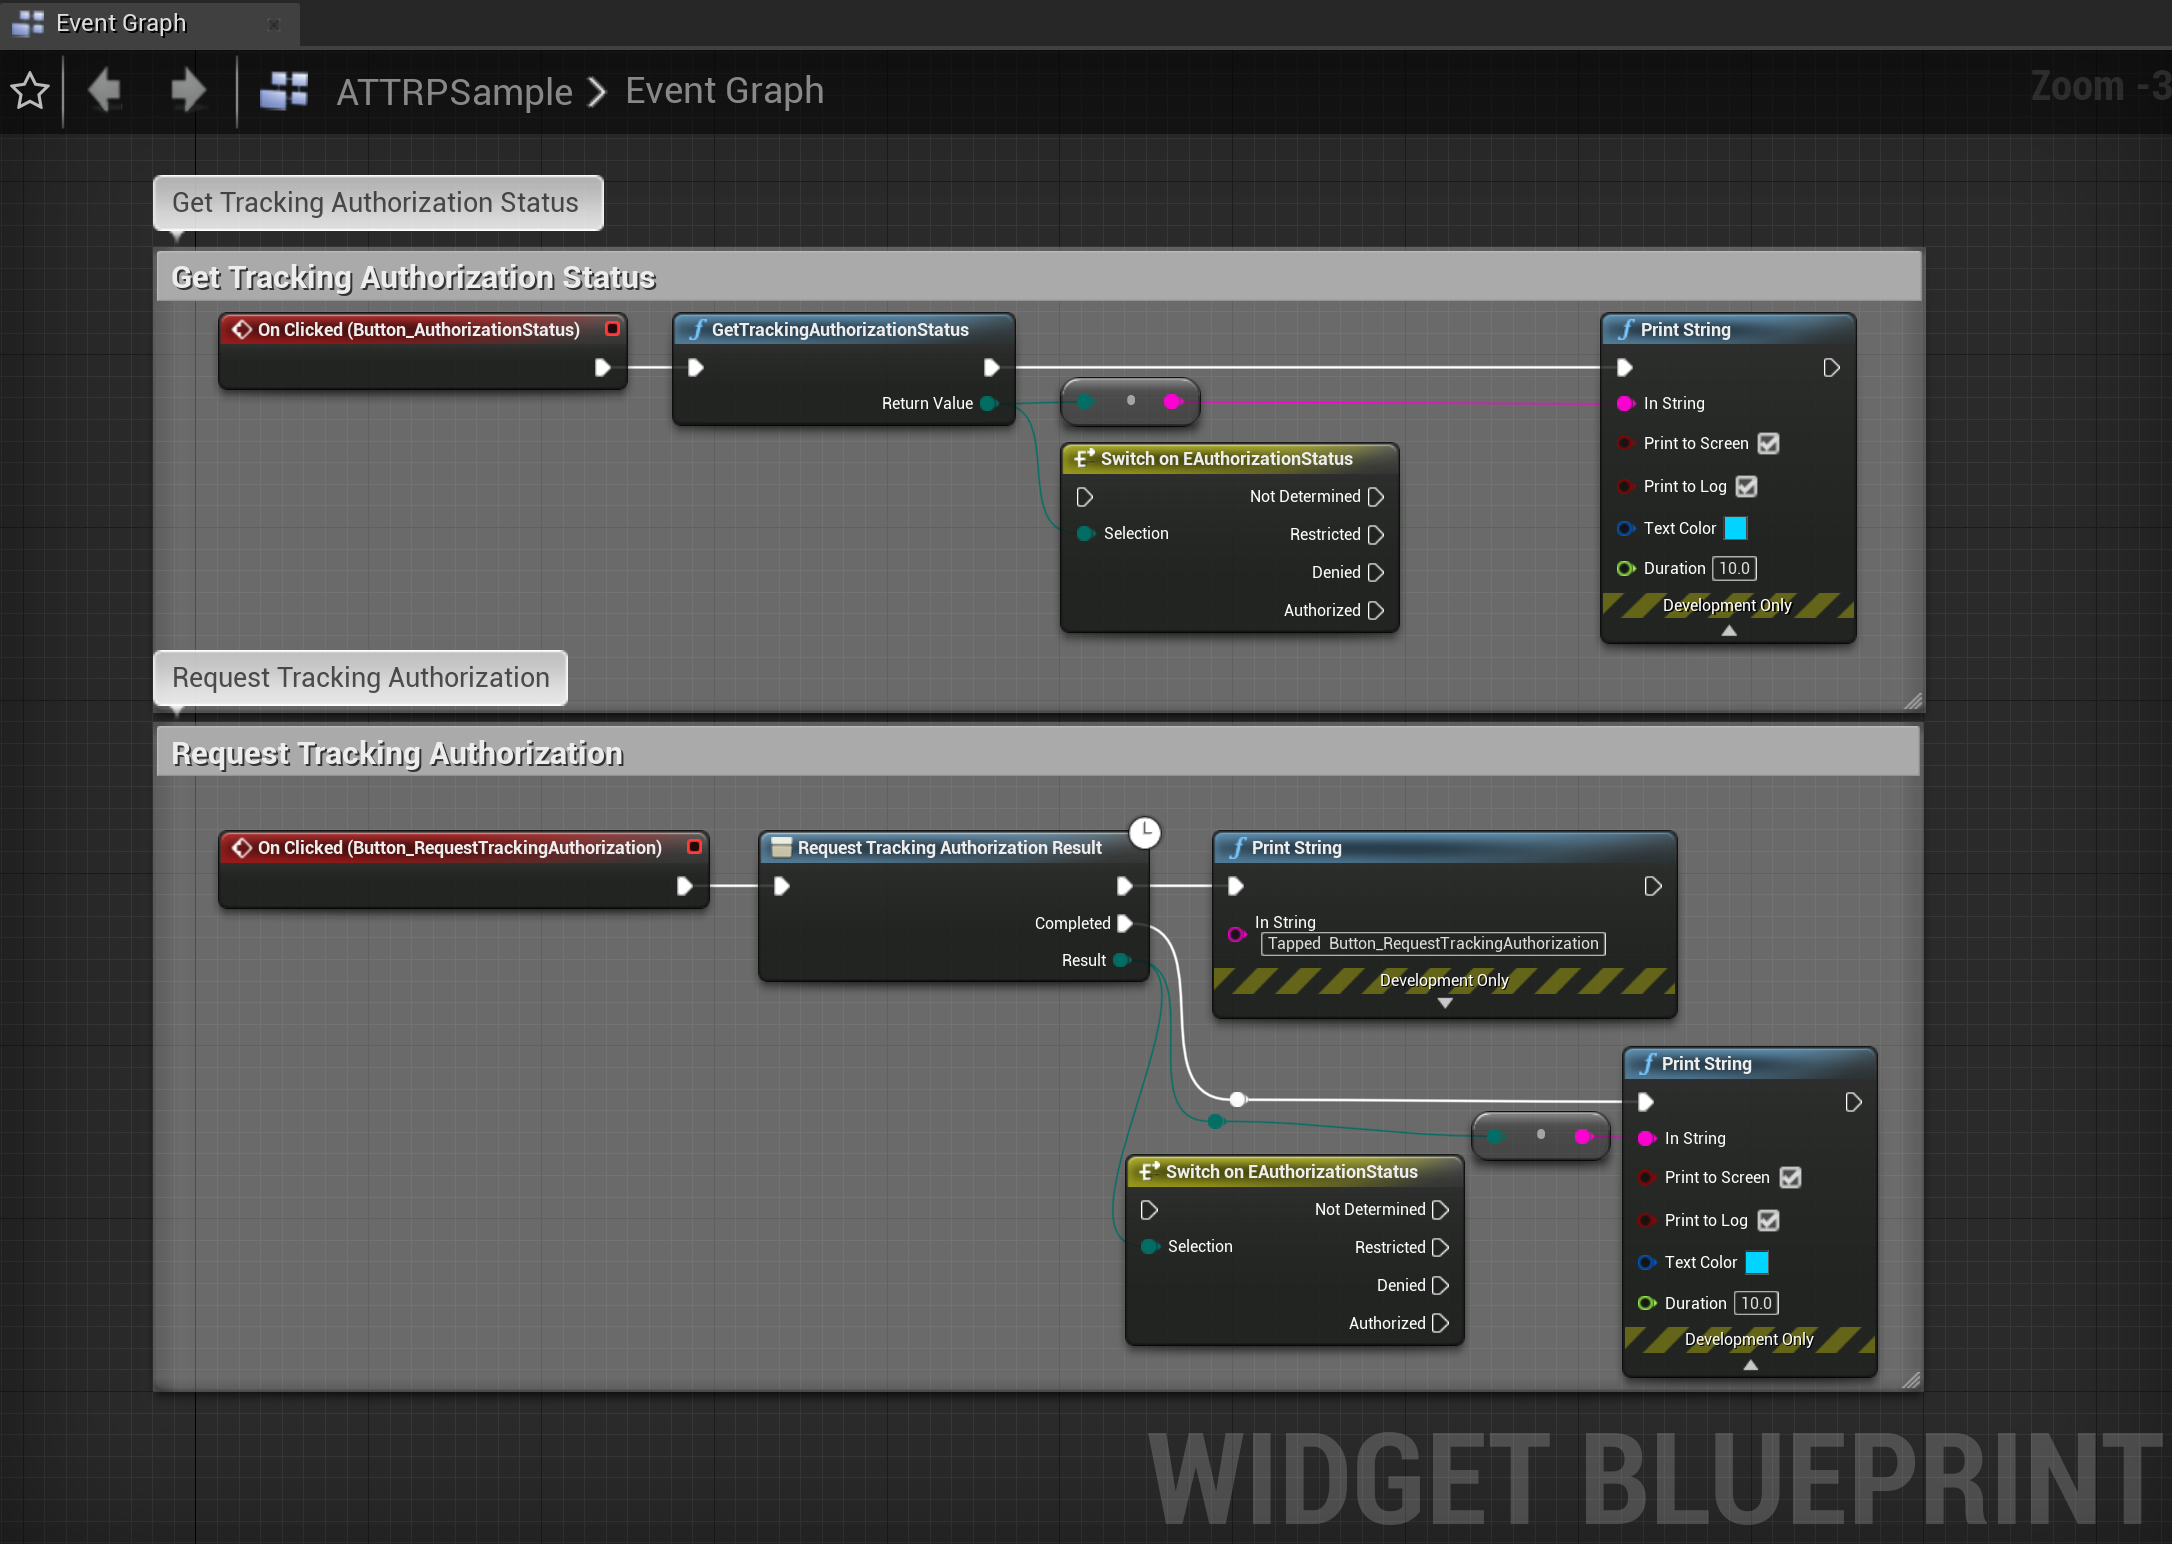 Event Graph
ATTRPSample > Event Graph
Zoom -3
Get Tracking Authorization Status
Get Tracking Authorization Status
On Clicked (Button_AuthorizationStatus)
GetTrackingAuthorizationStatus
Return Value
Print String
In String
Print to Screen
Print to Log
Text Color
Duration 10.0
Development Only
Switch on EAuthorizationStatus
Not Determined
Selection
Restricted
Denied
Authorized
Request Tracking Authorization
Request Tracking Authorization
On Clicked (Button_RequestTrackingAuthorization)
Request Tracking Authorization Result
Completed
Result
Print String
In String
Tapped Button_RequestTrackingAuthorization
Development Only
Print String
In String
Print to Screen
Print to Log
Text Color
Duration 10.0
Development Only
Switch on EAuthorizationStatus
Not Determined
Selection
Restricted
Denied
Authorized
WIDGET BLUEPRINT